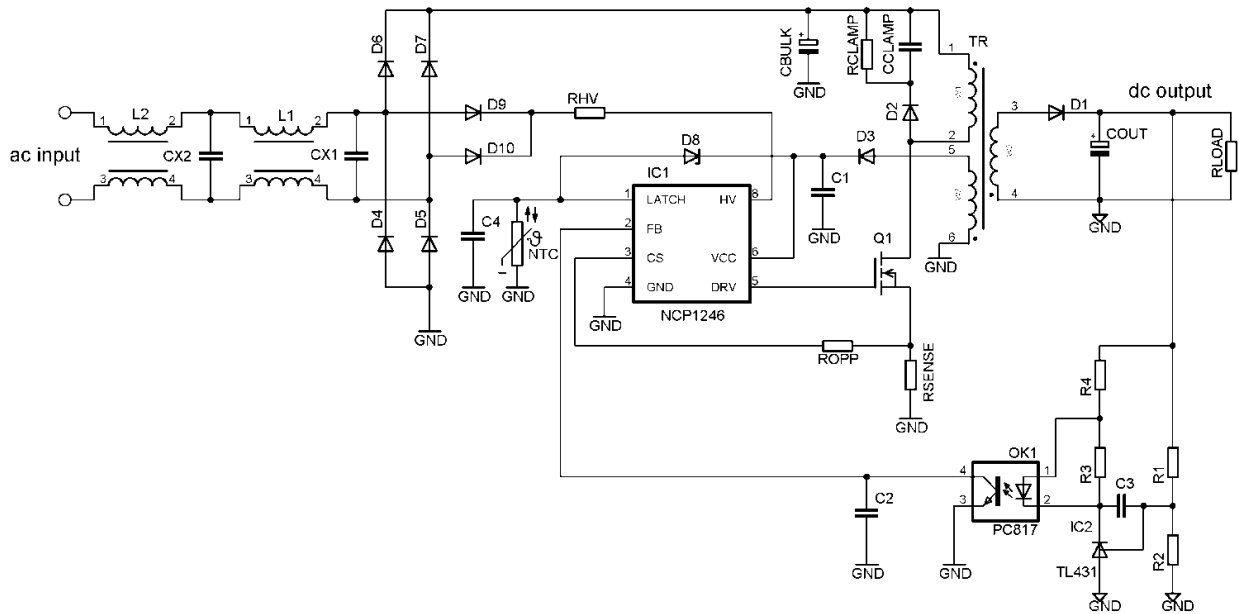 D6
D7
CBULK
+
GND
RCLAMP
CCLAMP
1
TR
D2
2
W1
L2
1
2
L1
1
2
D9
RHV
3
D1
dc output
COUT
+
RLOAD
ac input
CX2
CX1
D10
D8
D3
5
4
3
4
3
4
IC1
C1
GND
6
GND
GND
D4
D5
C4
ϑ
NTC
GND
GND
1
LATCH
HV
8
2
FB
3
CS
VCC
6
4
GND
DRV
5
NCP1246
GND
Q1
GND
ROPP
RSENSE
GND
R4
OK1
4
1
3
2
PC817
R3
C3
R1
C2
GND
GND
IC2
TL431
GND
R2
GND